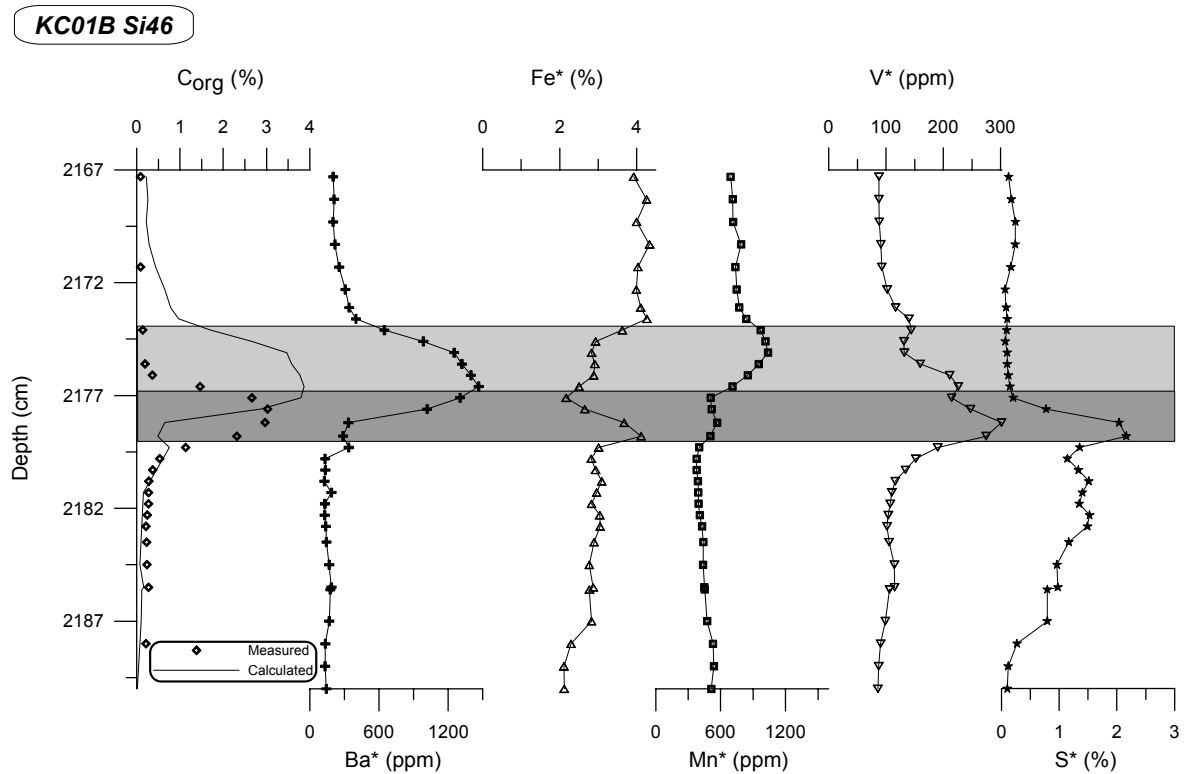 KC01B Si46
Corg (%)
Fe* (%)
V* (ppm)
0 1 2 3 4
0 2 4
0 100 200 300
Depth (cm)
2167
2172
2177
2182
2187
Measured
Calculated
0 600 1200
0 600 1200
0 1 2 3
Ba* (ppm)
Mn* (ppm)
S* (%)